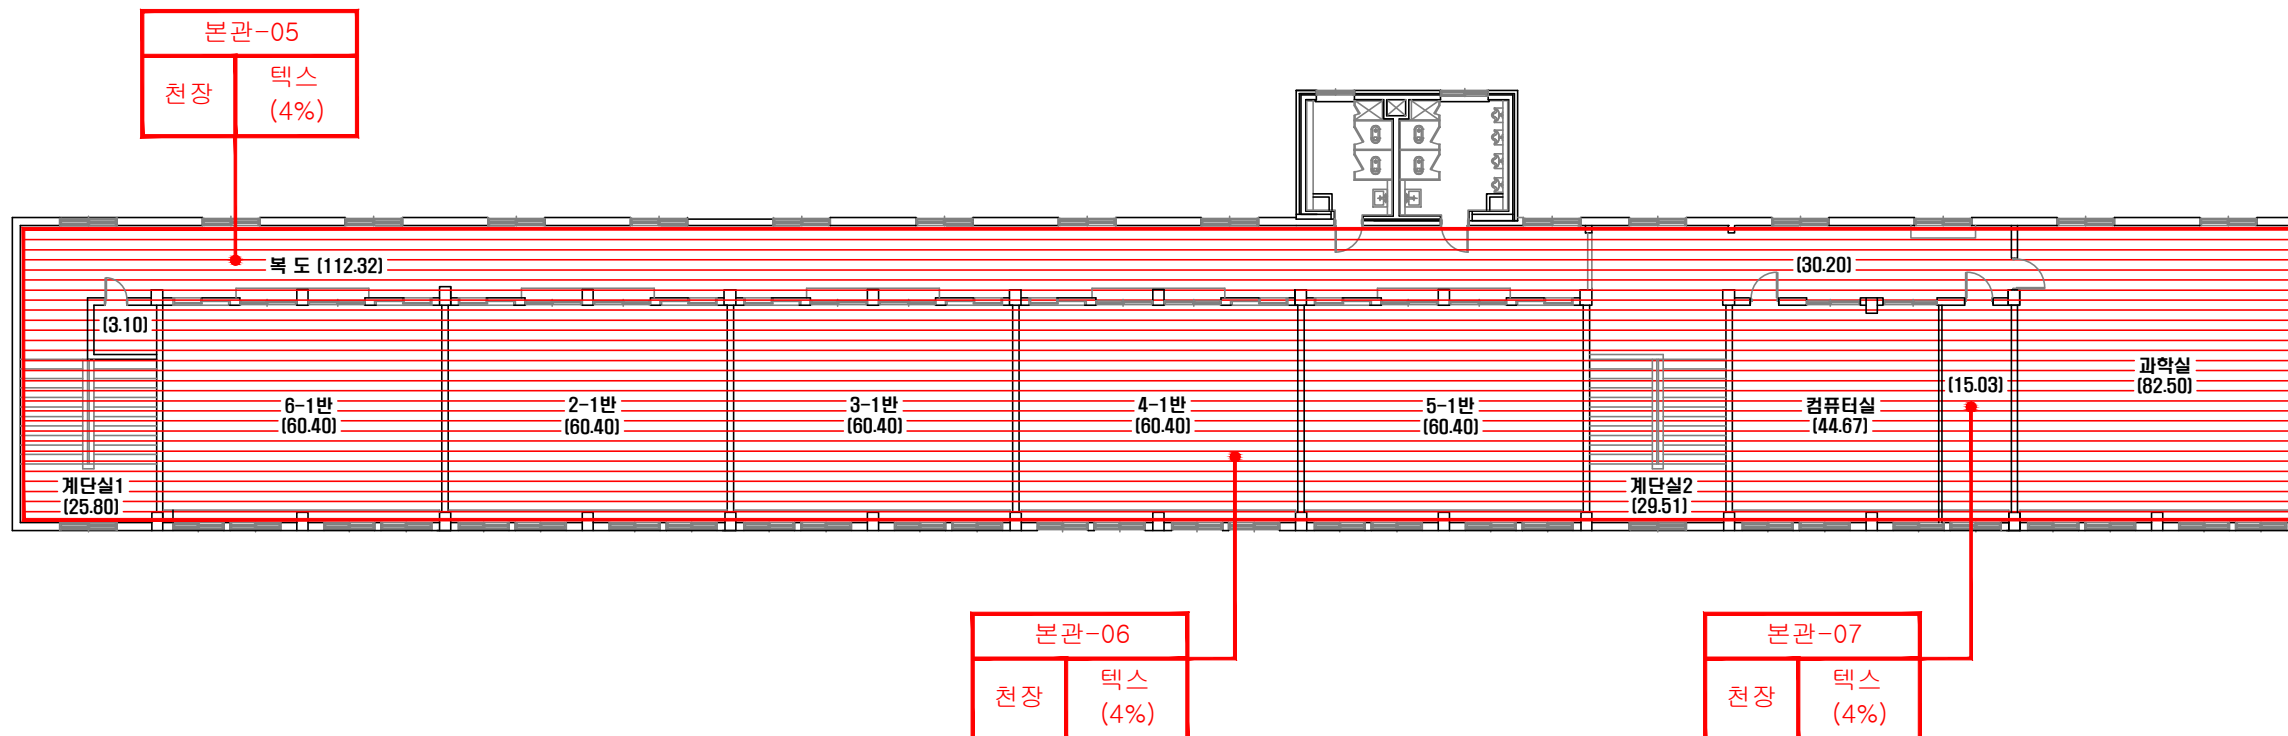 본관-05
천장
텍스
(4%)
복 도 (112.32)
(30.20)
(3.10)
과학실
(82.50)
(15.03)
6-1반
(60.40)
2-1반
(60.40)
3-1반
(60.40)
4-1반
(60.40)
5-1반
(60.40)
컴퓨터실
(44.67)
계단실1
(25.80)
계단실2
(29.51)
본관-06
천장
텍스
(4%)
본관-07
천장
텍스
(4%)